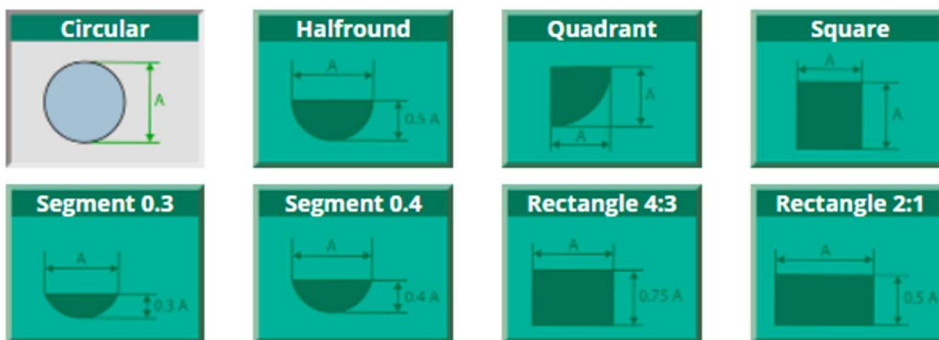 Circular
A
Halfround
A
0.5 A
Quadrant
A
A
Square
A
A
Segment 0.3
A
0.3 A
Segment 0.4
A
0.4 A
Rectangle 4:3
A
0.75 A
Rectangle 2:1
A
0.5 A